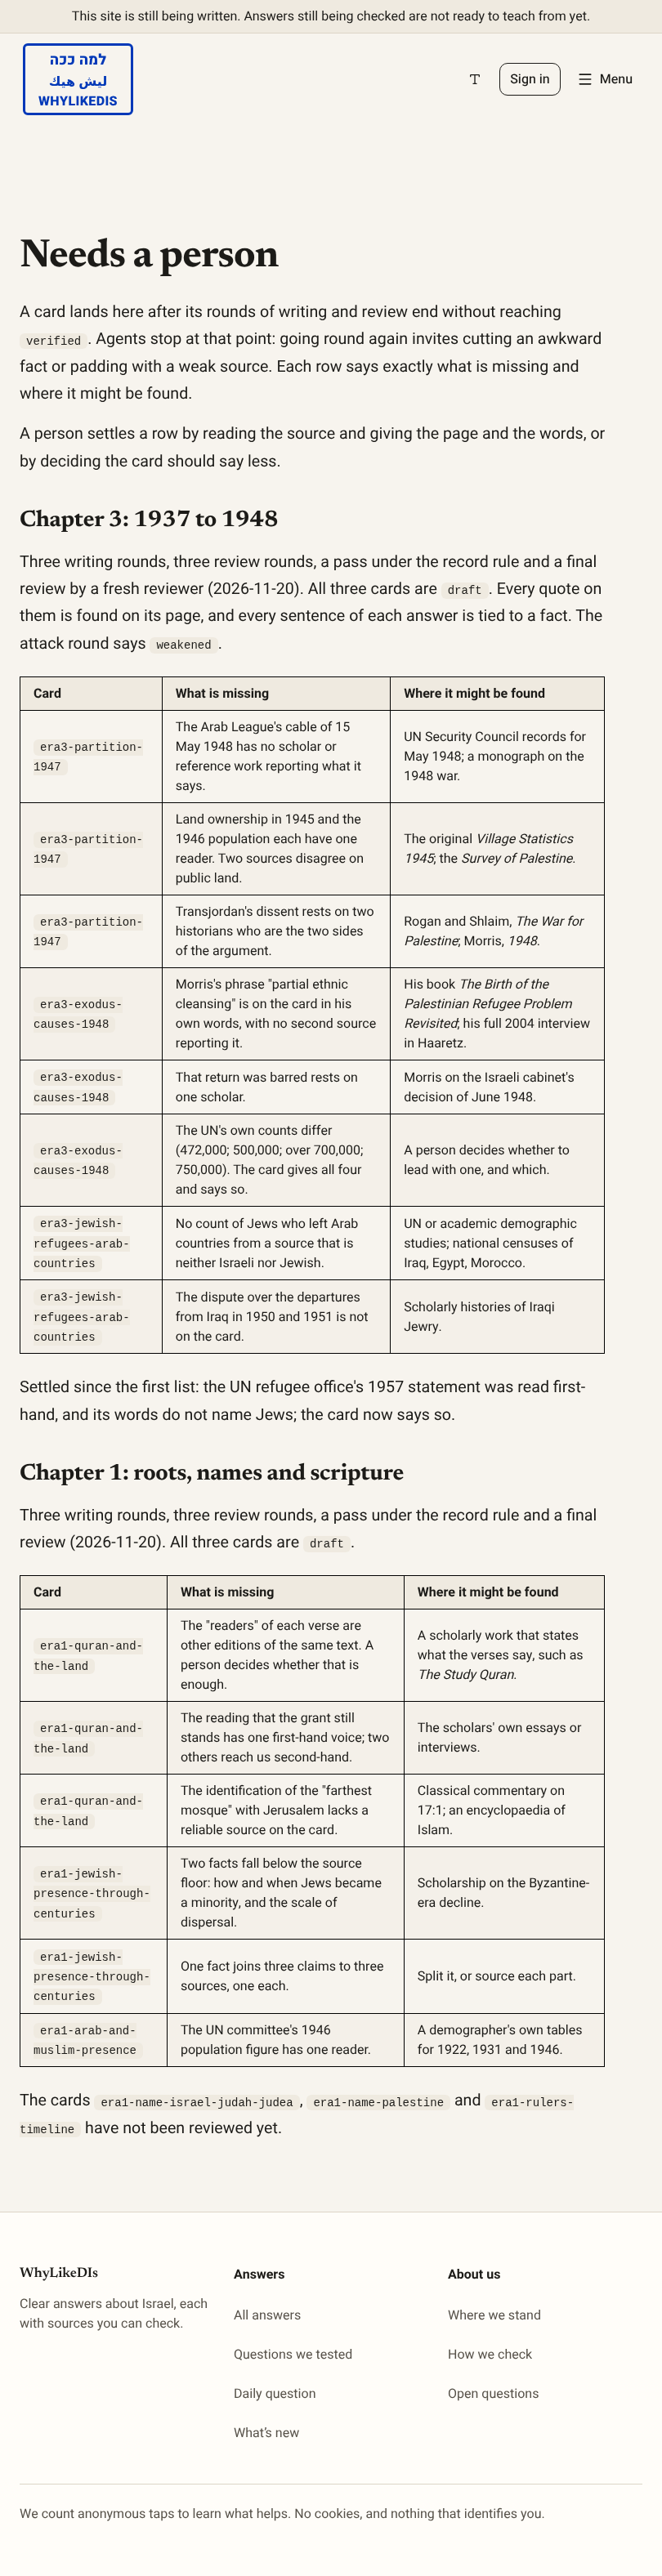 This site is still being written. Answers still being checked are not ready to teach from yet.
למה ככה
ليش هيك
WHYLIKEDIS
T
Sign in
Menu
Needs a person
A card lands here after its rounds of writing and review end without reaching
verified. Agents stop at that point: going round again invites cutting an awkward
fact or padding with a weak source. Each row says exactly what is missing and
where it might be found.
A person settles a row by reading the source and giving the page and the words, or
by deciding the card should say less.
Chapter 3: 1937 to 1948
Three writing rounds, three review rounds, a pass under the record rule and a final
review by a fresh reviewer (2026-11-20). All three cards are draft. Every quote on
them is found on its page, and every sentence of each answer is tied to a fact. The
attack round says weakened.
Card
What is missing
Where it might be found
era3-partition-
1947
The Arab League's cable of 15
May 1948 has no scholar or
reference work reporting what it
says.
UN Security Council records for
May 1948; a monograph on the
1948 war.
era3-partition-
1947
Land ownership in 1945 and the
1946 population each have one
reader. Two sources disagree on
public land.
The original Village Statistics
1945; the Survey of Palestine.
era3-partition-
1947
Transjordan's dissent rests on two
historians who are the two sides
of the argument.
Rogan and Shlaim, The War for
Palestine; Morris, 1948.
era3-exodus-
causes-1948
Morris's phrase "partial ethnic
cleansing" is on the card in his
own words, with no second source
reporting it.
His book The Birth of the
Palestinian Refugee Problem
Revisited; his full 2004 interview
in Haaretz.
era3-exodus-
causes-1948
That return was barred rests on
one scholar.
Morris on the Israeli cabinet's
decision of June 1948.
era3-exodus-
causes-1948
The UN's own counts differ
(472,000; 500,000; over 700,000;
750,000). The card gives all four
and says so.
A person decides whether to
lead with one, and which.
era3-jewish-
refugees-arab-
countries
No count of Jews who left Arab
countries from a source that is
neither Israeli nor Jewish.
UN or academic demographic
studies; national censuses of
Iraq, Egypt, Morocco.
era3-jewish-
refugees-arab-
countries
The dispute over the departures
from Iraq in 1950 and 1951 is not
on the card.
Scholarly histories of Iraqi
Jewry.
Settled since the first list: the UN refugee office's 1957 statement was read first-
hand, and its words do not name Jews; the card now says so.
Chapter 1: roots, names and scripture
Three writing rounds, three review rounds, a pass under the record rule and a final
review (2026-11-20). All three cards are draft.
Card
What is missing
Where it might be found
era1-quran-and-
the-land
The "readers" of each verse are
other editions of the same text. A
person decides whether that is
enough.
A scholarly work that states
what the verses say, such as
The Study Quran.
era1-quran-and-
the-land
The reading that the grant still
stands has one first-hand voice; two
others reach us second-hand.
The scholars' own essays or
interviews.
era1-quran-and-
the-land
The identification of the "farthest
mosque" with Jerusalem lacks a
reliable source on the card.
Classical commentary on
17:1; an encyclopaedia of
Islam.
era1-jewish-
presence-through-
centuries
Two facts fall below the source
floor: how and when Jews became
a minority, and the scale of
dispersal.
Scholarship on the Byzantine-
era decline.
era1-jewish-
presence-through-
centuries
One fact joins three claims to three
sources, one each.
Split it, or source each part.
era1-arab-and-
muslim-presence
The UN committee's 1946
population figure has one reader.
A demographer's own tables
for 1922, 1931 and 1946.
The cards era1-name-israel-judah-judea, era1-name-palestine and era1-rulers-
timeline have not been reviewed yet.
WhyLikeDIs
Clear answers about Israel, each
with sources you can check.
Answers
All answers
Questions we tested
Daily question
What's new
About us
Where we stand
How we check
Open questions
We count anonymous taps to learn what helps. No cookies, and nothing that identifies you.